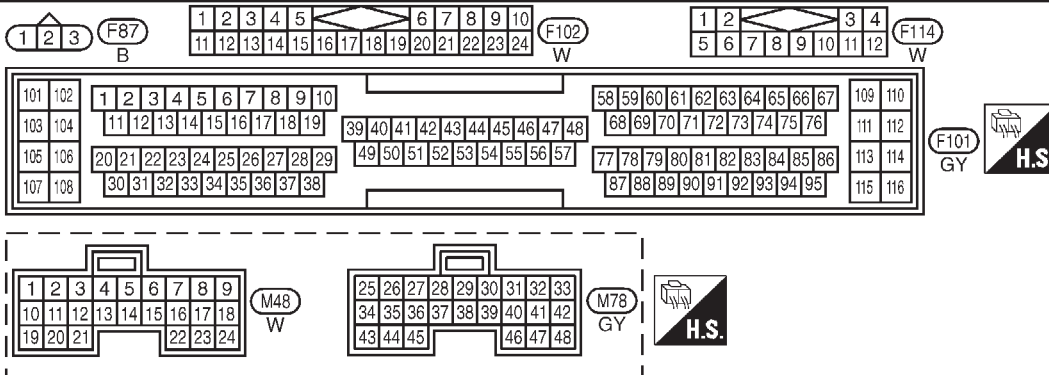 1 2 3 F87 B
1 2 3 4 5 6 7 8 9 10
11 12 13 14 15 16 17 18 19 20 21 22 23 24 F102 W
1 2 3 4
5 6 7 8 9 10 11 12 F114 W
101 102
103 104
105 106
107 108
1 2 3 4 5 6 7 8 9 10
11 12 13 14 15 16 17 18 19
20 21 22 23 24 25 26 27 28 29
30 31 32 33 34 35 36 37 38
39 40 41 42 43 44 45 46 47 48
49 50 51 52 53 54 55 56 57
58 59 60 61 62 63 64 65 66 67
68 69 70 71 72 73 74 75 76
77 78 79 80 81 82 83 84 85 86
87 88 89 90 91 92 93 94 95
109 110
111 112
113 114
115 116
F101 GY
H.S
1 2 3 4 5 6 7 8 9
10 11 12 13 14 15 16 17 18
19 20 21 22 23 24
M48 W
25 26 27 28 29 30 31 32 33
34 35 36 37 38 39 40 41 42
43 44 45 46 47 48
M78 GY
H.S.